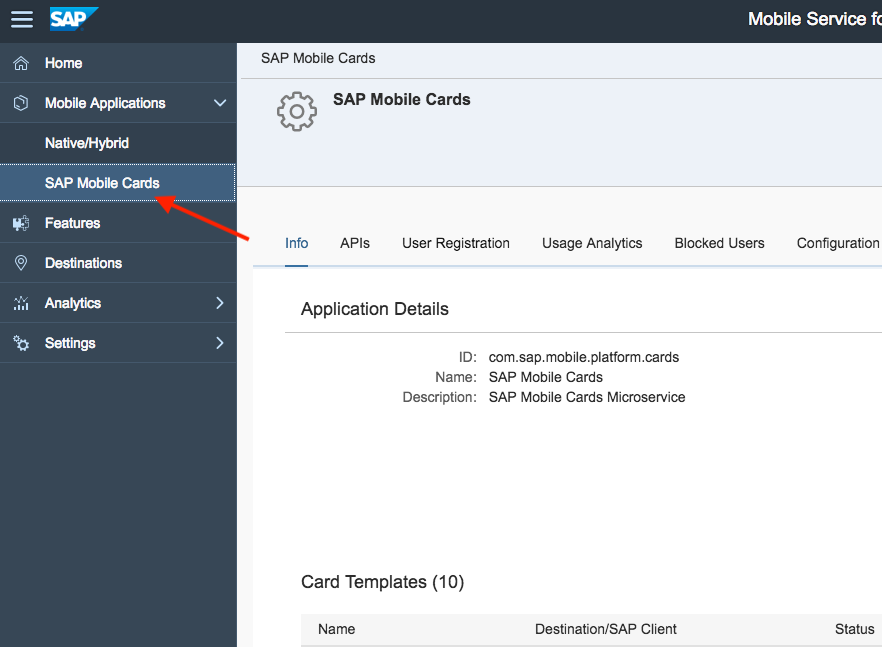 SAP
Mobile Service fo
Home
Mobile Applications
Native/Hybrid
SAP Mobile Cards
Features
Destinations
Analytics
Settings
SAP Mobile Cards
SAP Mobile Cards
Info APIs User Registration Usage Analytics Blocked Users Configuration
Application Details
ID: com.sap.mobile.platform.cards
Name: SAP Mobile Cards
Description: SAP Mobile Cards Microservice
Card Templates (10)
Name Destination/SAP Client Status